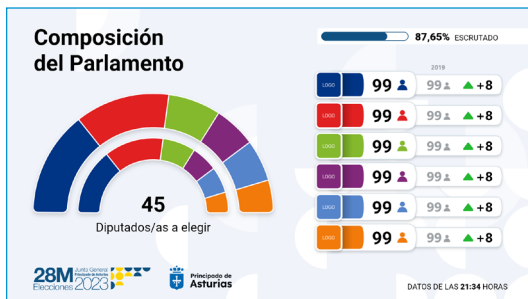 Composición
del Parlamento
45
Diputados/as a elegir
87,65% ESCRUTADO
2019
LOGO 99 99 +8
LOGO 99 99 +8
LOGO 99 99 +8
LOGO 99 99 +8
LOGO 99 99 +8
LOGO 99 99 +8
28M
Elecciones
Junta General
Principado de Asturias
2023
Principado de
Asturias
DATOS DE LAS 21:34 HORAS